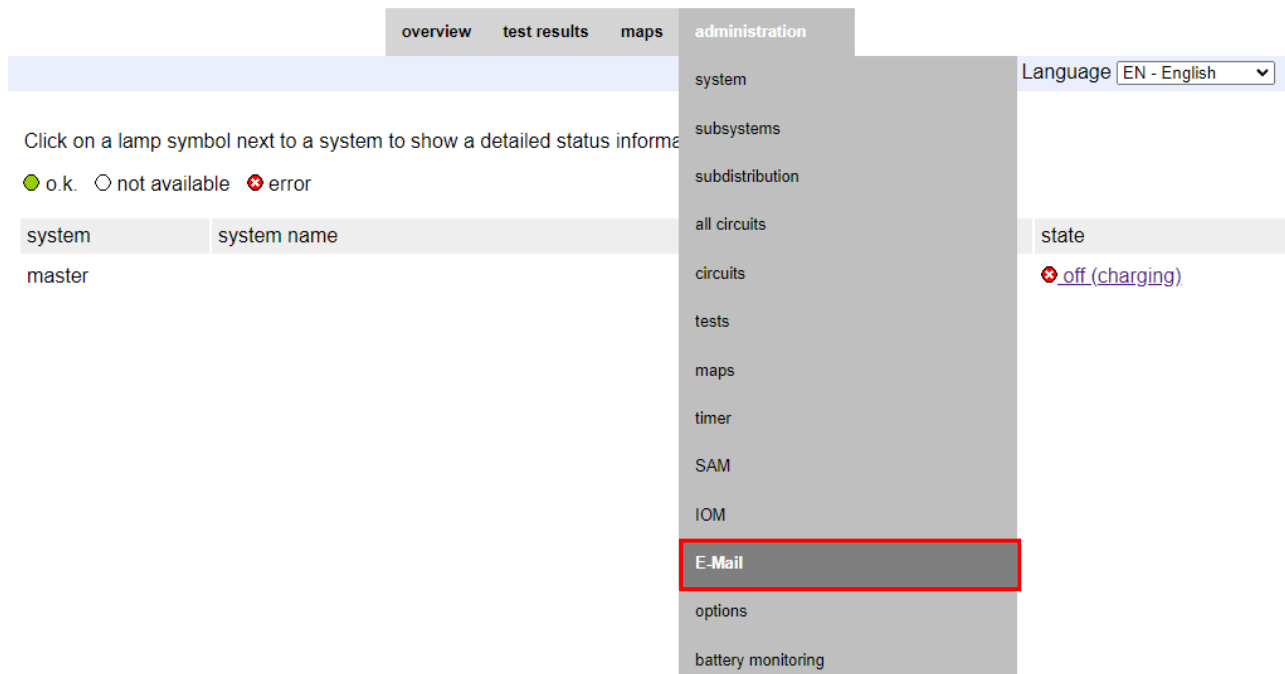 overview test results maps administration
Language EN - English
system
subsystems
Click on a lamp symbol next to a system to show a detailed status informa
subdistribution
o.k. not available error
all circuits
system system name state
circuits
master off (charging)
tests
maps
timer
SAM
IOM
E-Mail
options
battery monitoring